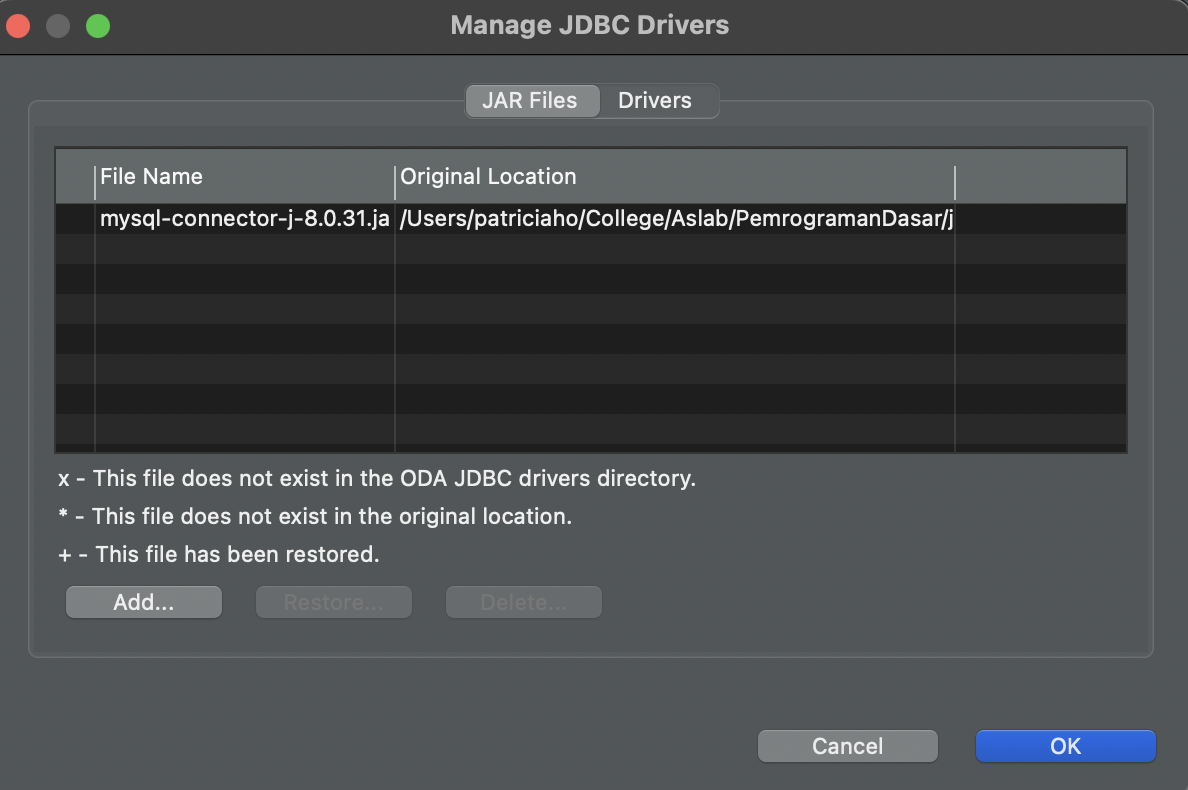 Manage JDBC Drivers
JAR Files Drivers
File Name Original Location
mysql-connector-j-8.0.31.ja /Users/patriciaho/College/Aslab/PemrogramanDasar/j
x - This file does not exist in the ODA JDBC drivers directory.
* - This file does not exist in the original location.
+ - This file has been restored.
Add... Restore... Delete...
Cancel OK